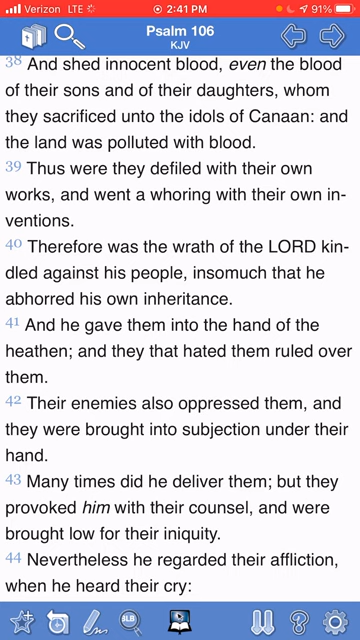 Verizon LTE 2:41 PM 91%
Psalm 106
KJV
38 And shed innocent blood, even the blood
of their sons and of their daughters, whom
they sacrificed unto the idols of Canaan: and
the land was polluted with blood.
39 Thus were they defiled with their own
works, and went a whoring with their own in-
ventions.
40 Therefore was the wrath of the LORD kin-
dled against his people, insomuch that he
abhorred his own inheritance.
41 And he gave them into the hand of the
heathen; and they that hated them ruled over
them.
42 Their enemies also oppressed them, and
they were brought into subjection under their
hand.
43 Many times did he deliver them; but they
provoked him with their counsel, and were
brought low for their iniquity.
44 Nevertheless he regarded their affliction,
when he heard their cry:
SLB